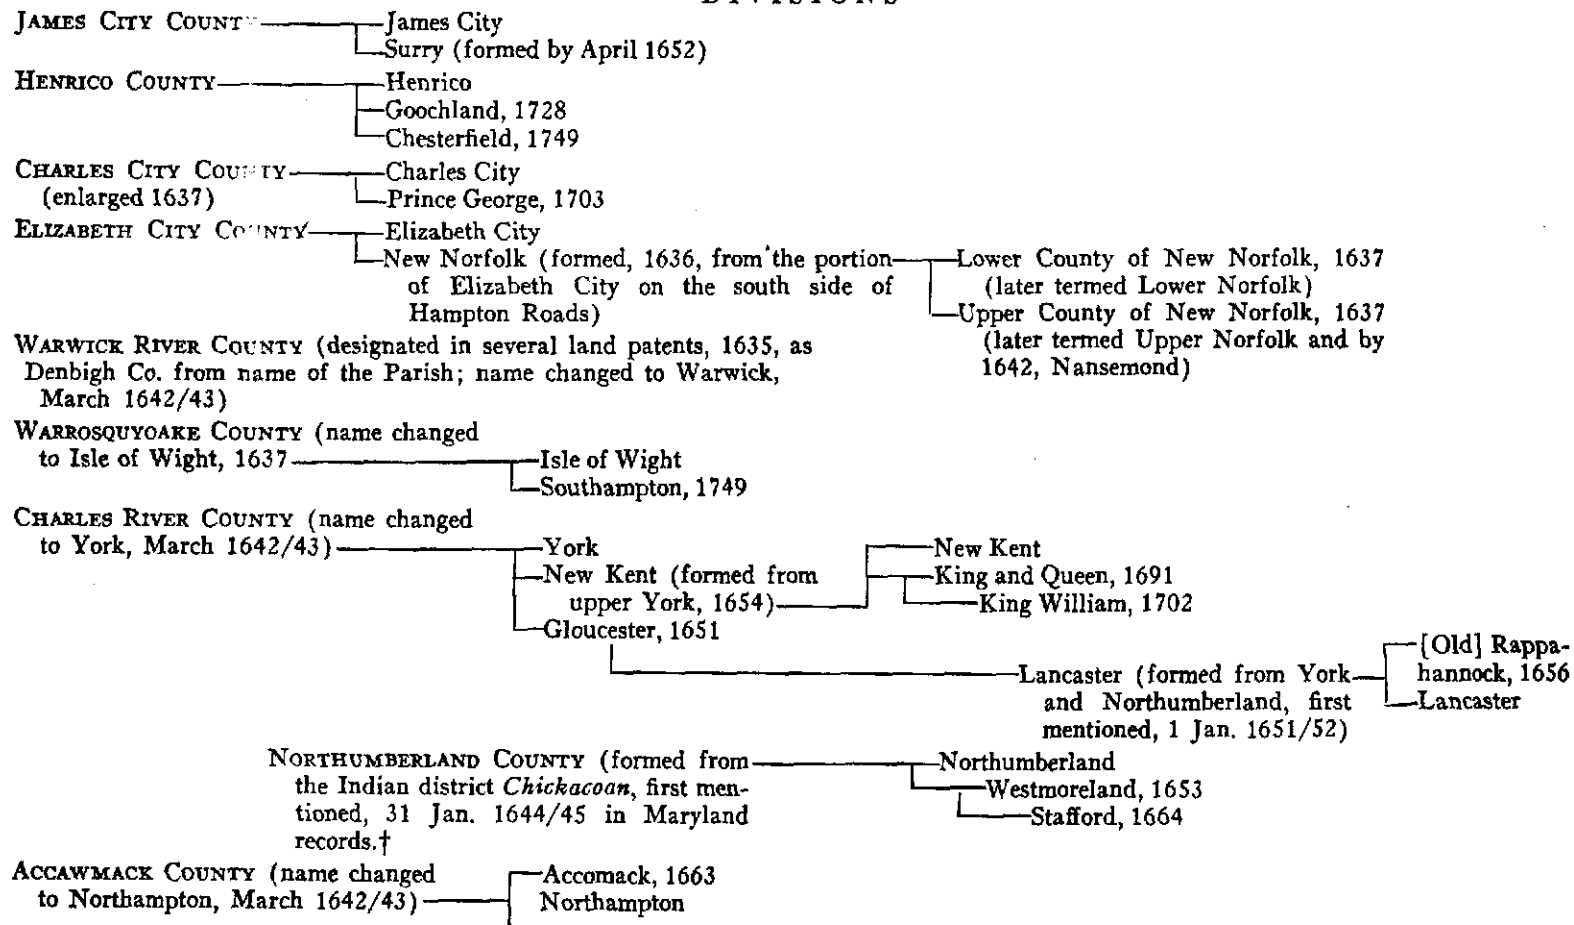 DIVISIONS
JAMES CITY COUNT
James City
Surry (formed by April 1652)
HENRICO COUNTY
Henrico
Goochland, 1728
Chesterfield, 1749
CHARLES CITY COUNTY
(enlarged 1637)
Charles City
Prince George, 1703
ELIZABETH CITY COUNTY
Elizabeth City
New Norfolk (formed, 1636, from the portion
of Elizabeth City on the south side of
Hampton Roads)
Lower County of New Norfolk, 1637
(later termed Lower Norfolk)
Upper County of New Norfolk, 1637
(later termed Upper Norfolk and by
1642, Nansemond)
WARWICK RIVER COUNTY (designated in several land patents, 1635, as
Denbigh Co. from name of the Parish; name changed to Warwick,
March 1642/43)
WARROSQUYOAKE COUNTY (name changed
to Isle of Wight, 1637
Isle of Wight
Southampton, 1749
CHARLES RIVER COUNTY (name changed
to York, March 1642/43)
York
New Kent (formed from
upper York, 1654)
Gloucester, 1651
New Kent
King and Queen, 1691
King William, 1702
Lancaster (formed from York
and Northumberland, first
mentioned, 1 Jan. 1651/52)
[Old] Rappa-
hannock, 1656
Lancaster
NORTHUMBERLAND COUNTY (formed from
the Indian district Chickacoan, first men-
tioned, 31 Jan. 1644/45 in Maryland
records.†
Northumberland
Westmoreland, 1653
Stafford, 1664
ACCAWMACK COUNTY (name changed
to Northampton, March 1642/43)
Accomack, 1663
Northampton